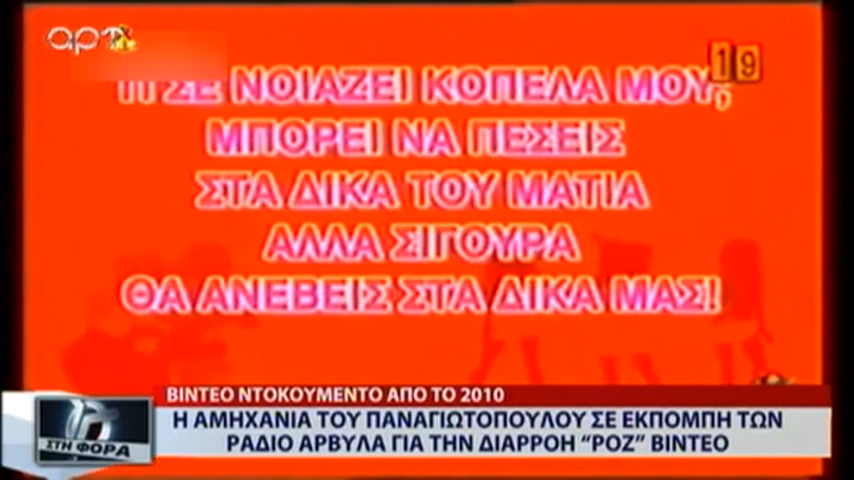 αρτ
19
ΤΙ ΣΕ ΝΟΙΑΖΕΙ ΚΟΠΕΛΑ ΜΟΥ;
ΜΠΟΡΕΙ ΝΑ ΠΕΣΕΙΣ
ΣΤΑ ΔΙΚΑ ΤΟΥ ΜΑΤΙΑ
ΑΛΛΑ ΣΙΓΟΥΡΑ
ΘΑ ΑΝΕΒΕΙΣ ΣΤΑ ΔΙΚΑ ΜΑΣ!
ΒΙΝΤΕΟ ΝΤΟΚΟΥΜΕΝΤΟ ΑΠΟ ΤΟ 2010
ΣΤΗ ΦΟΡΑ
Η ΑΜΗΧΑΝΙΑ ΤΟΥ ΠΑΝΑΓΙΩΤΟΠΟΥΛΟΥ ΣΕ ΕΚΠΟΜΠΗ ΤΩΝ
ΡΑΔΙΟ ΑΡΒΥΛΑ ΓΙΑ ΤΗΝ ΔΙΑΡΡΟΗ “ΡΟΖ” ΒΙΝΤΕΟ